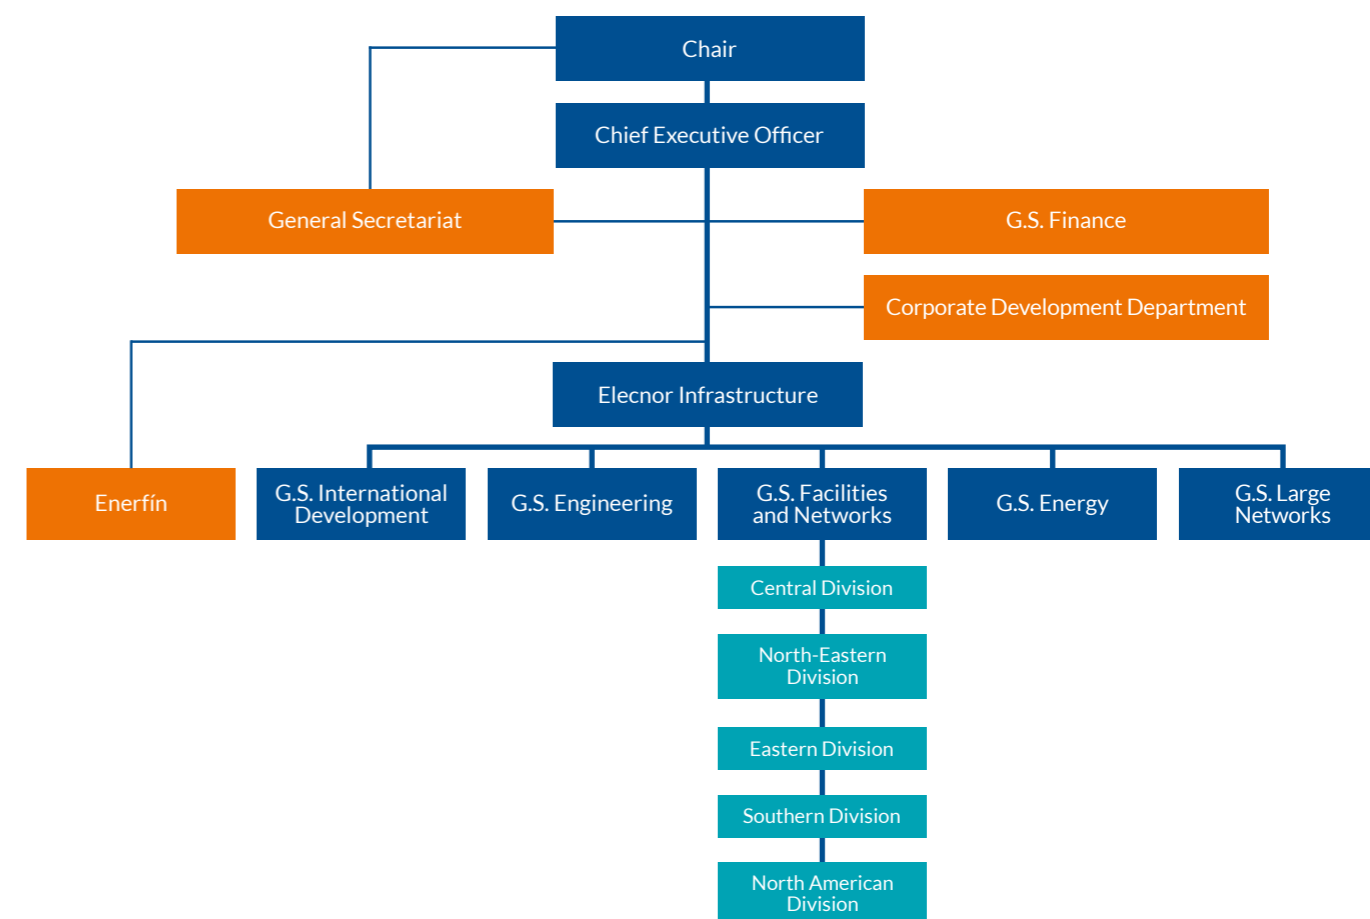 Chair
Chief Executive Officer
General Secretariat
G.S. Finance
Corporate Development Department
Elecnor Infrastructure
Enerfín
G.S. International
Development
G.S. Engineering
G.S. Facilities
and Networks
G.S. Energy
G.S. Large
Networks
Central Division
North-Eastern
Division
Eastern Division
Southern Division
North American
Division